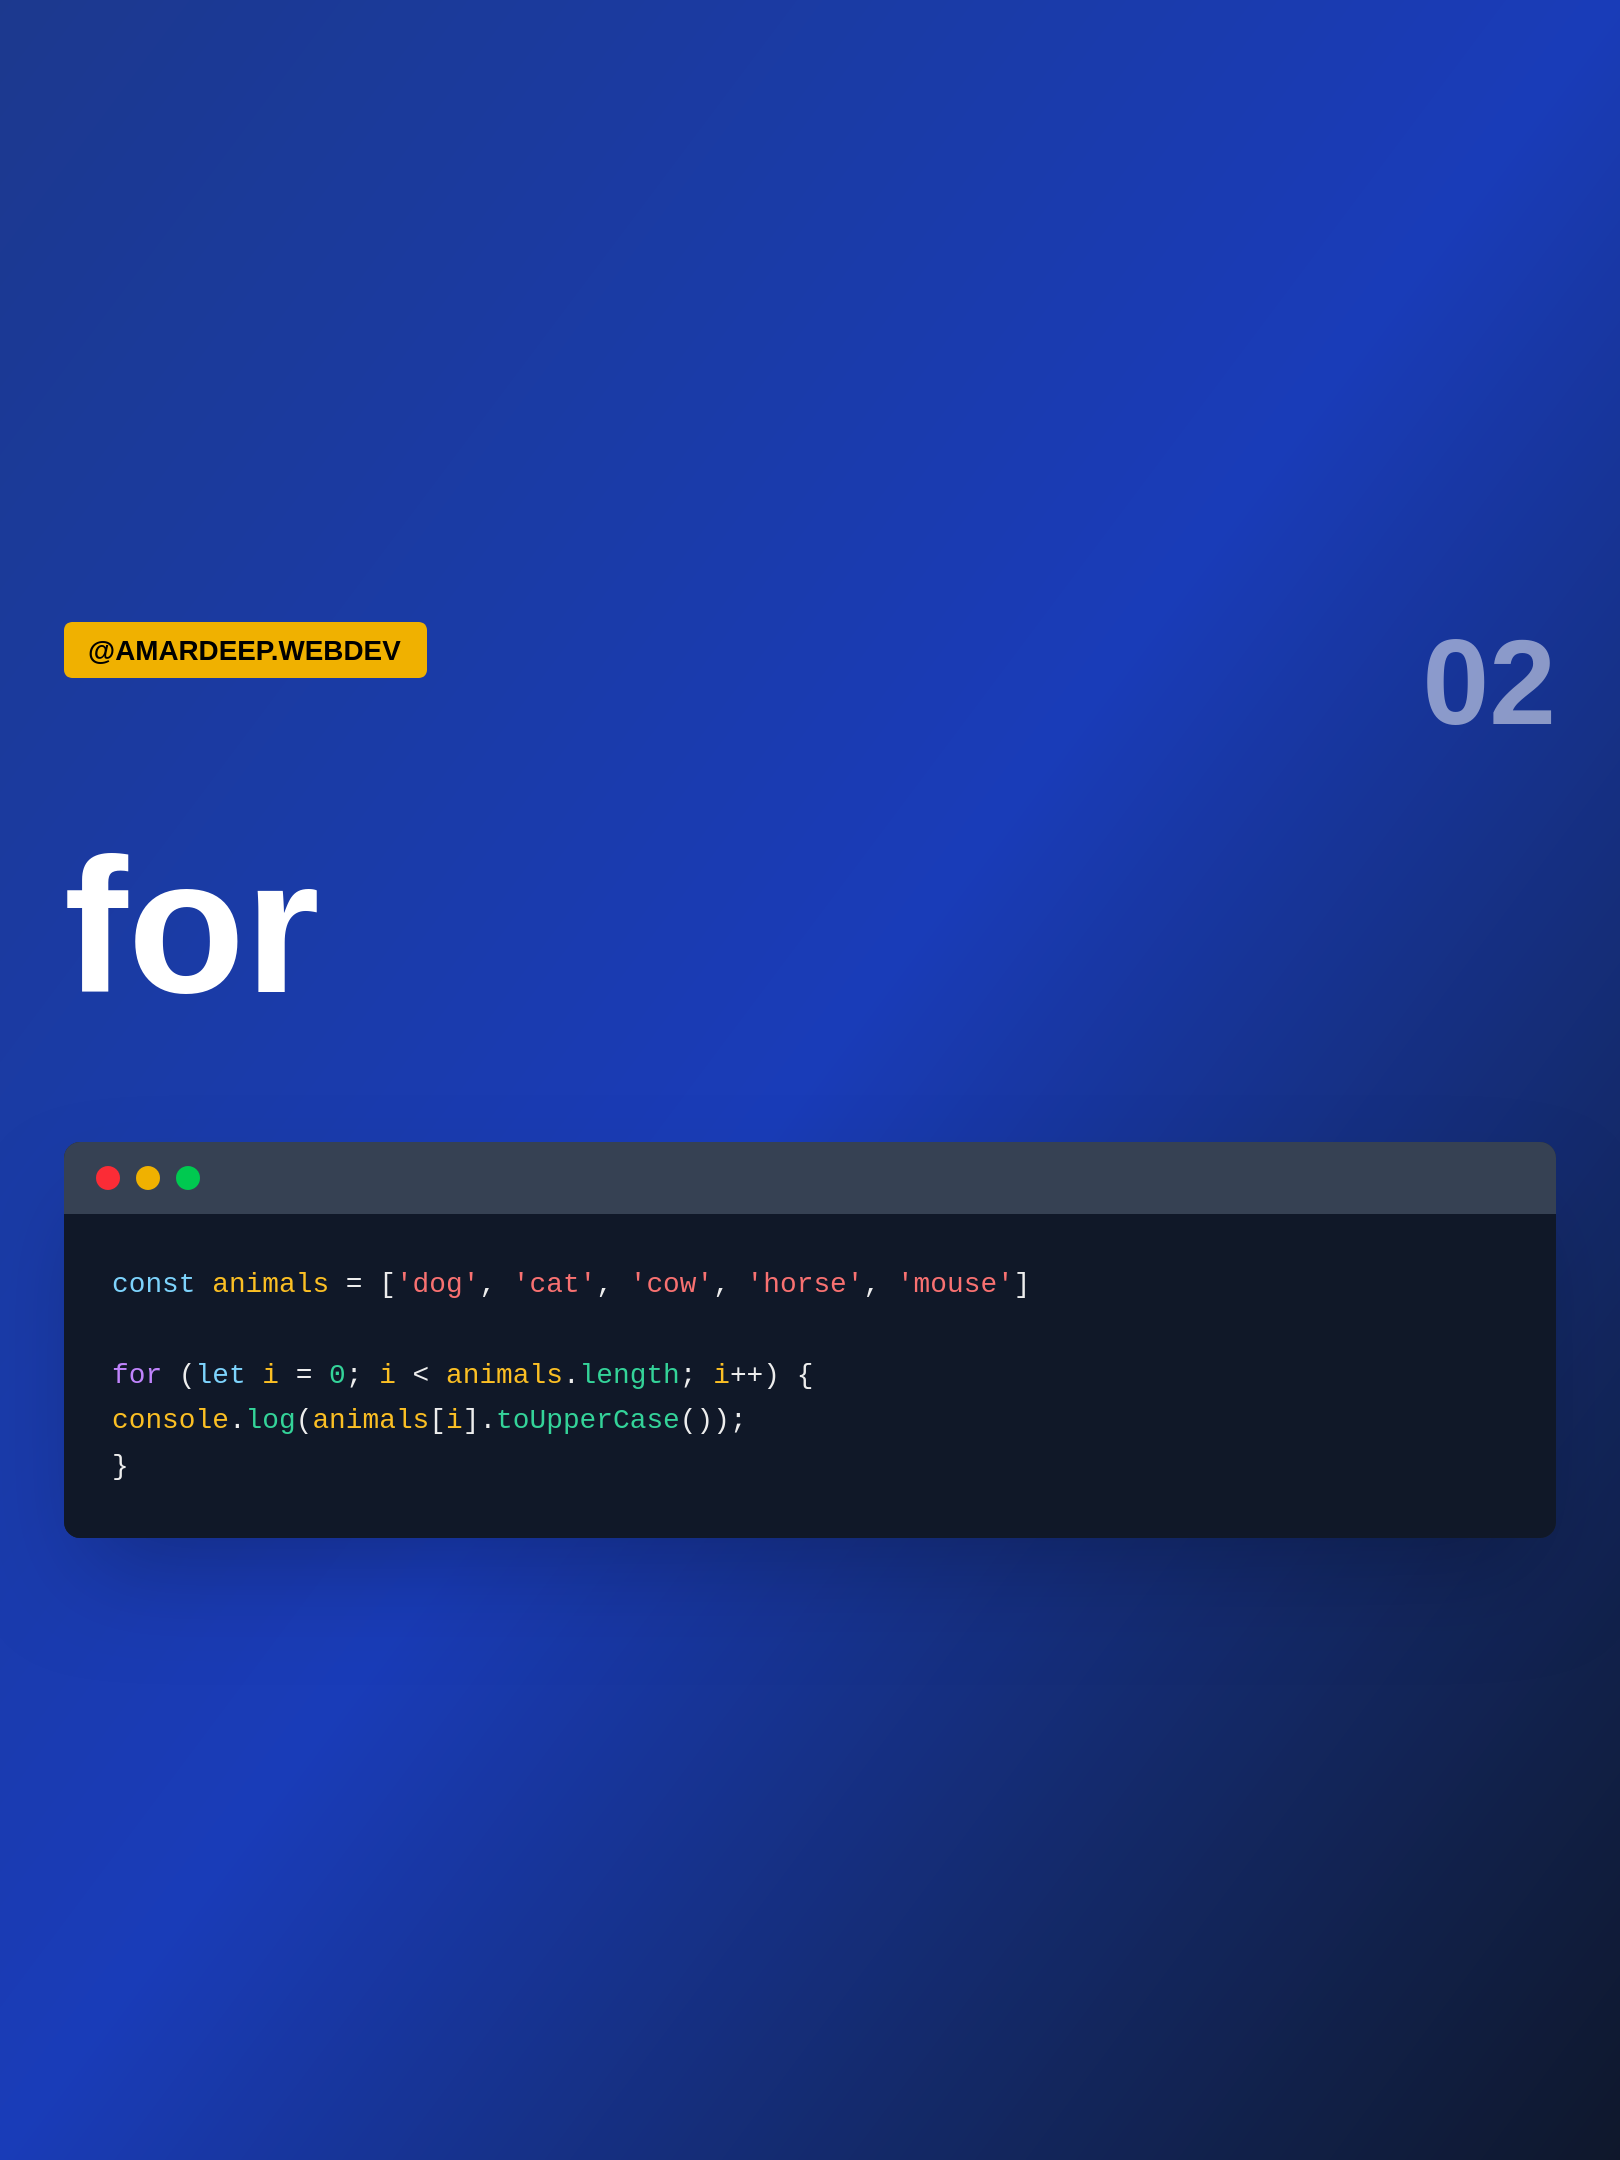 @AMARDEEP.WEBDEV
02
for
const animals = ['dog', 'cat', 'cow', 'horse', 'mouse']
for (let i = 0; i < animals.length; i++) {
console.log(animals[i].toUpperCase());
}